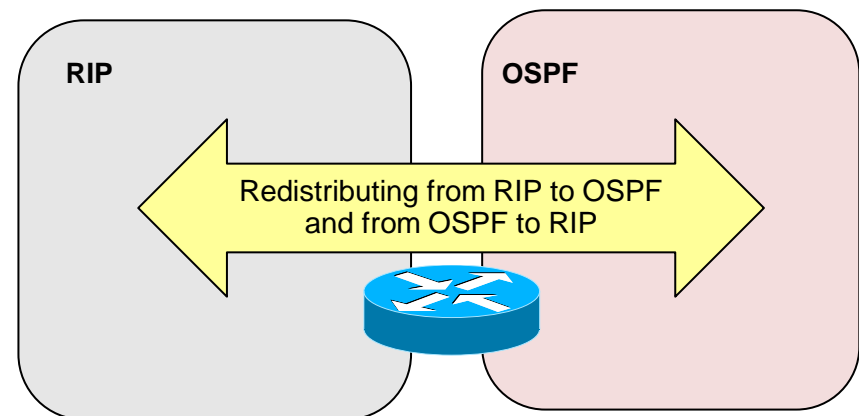 RIP
OSPF
Redistributing from RIP to OSPF
and from OSPF to RIP